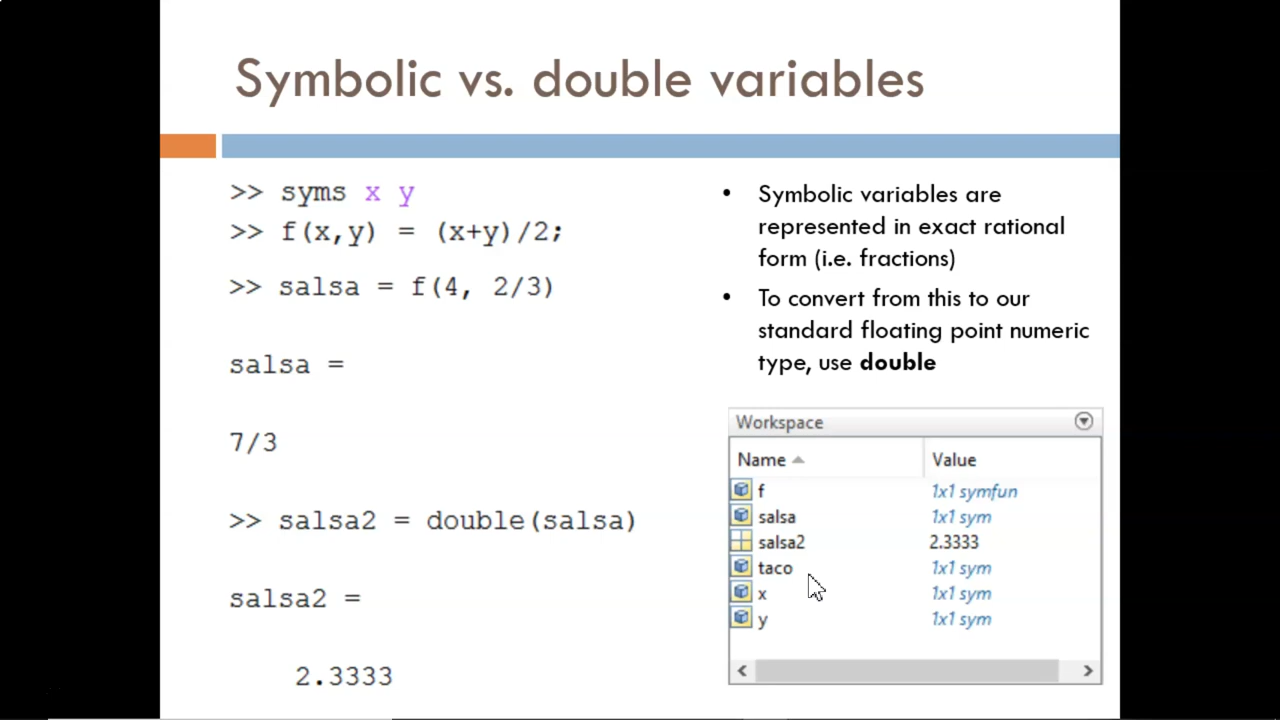 Symbolic vs. double variables
>> syms x y
>> f(x,y) = (x+y)/2;
>> salsa = f(4, 2/3)
salsa =
7/3
>> salsa2 = double(salsa)
salsa2 =
2.3333
• Symbolic variables are
represented in exact rational
form (i.e. fractions)
• To convert from this to our
standard floating point numeric
type, use double
Workspace
Name Value
f 1x1 symfun
salsa 1x1 sym
salsa2 2.3333
taco 1x1 sym
x 1x1 sym
y 1x1 sym